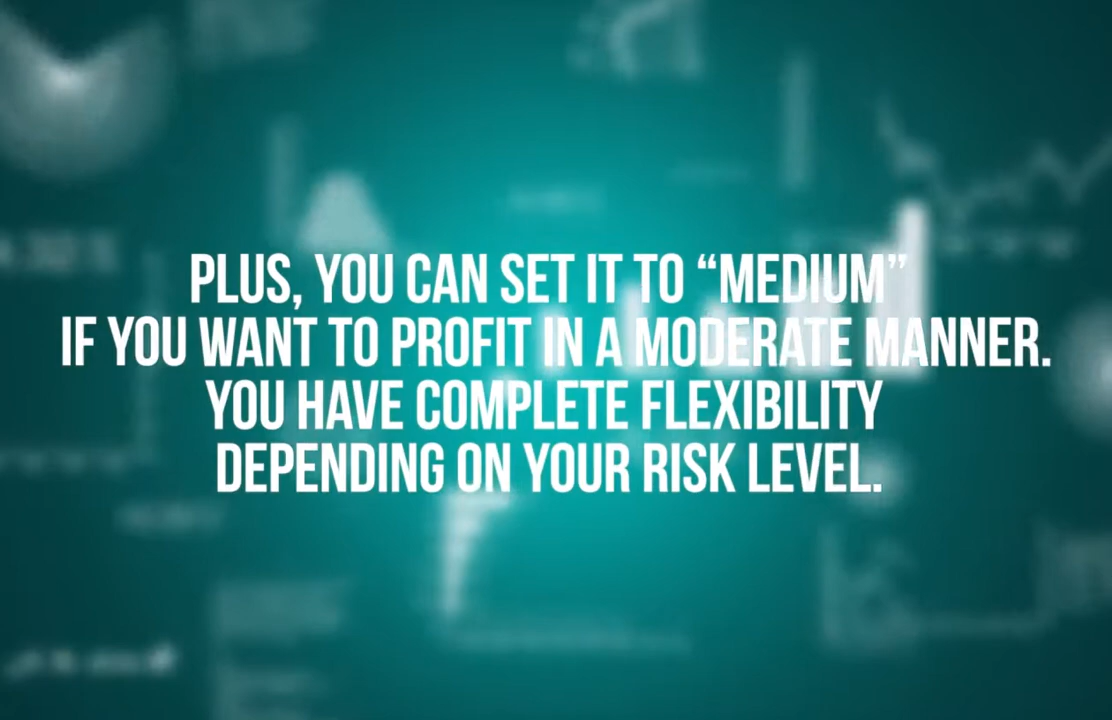 PLUS, YOU CAN SET IT TO “MEDIUM”
IF YOU WANT TO PROFIT IN A MODERATE MANNER.
YOU HAVE COMPLETE FLEXIBILITY
DEPENDING ON YOUR RISK LEVEL.